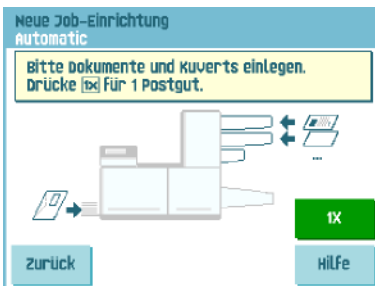 Neue Job-Einrichtung
Automatic
Bitte Dokumente und Kuverts einlegen.
Drücke 1x für 1 Postgut.
...
1X
Zurück
Hilfe